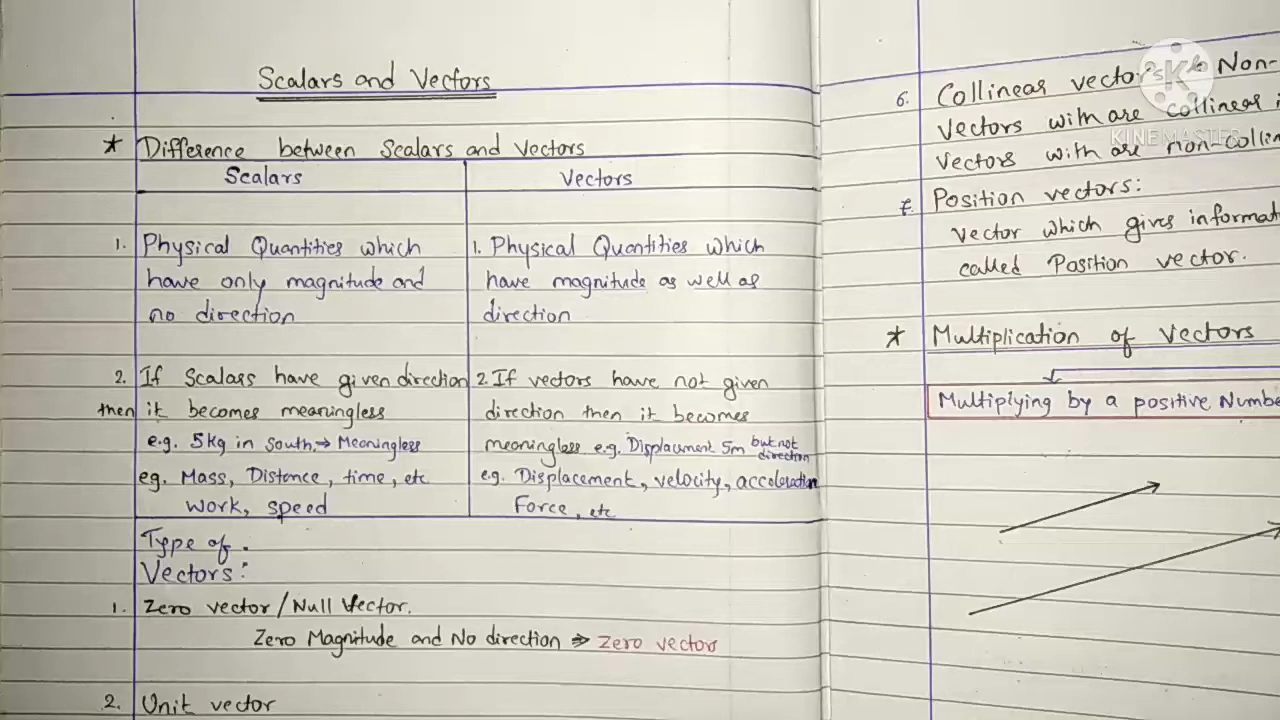 Scalars and Vectors
* Difference between Scalars and Vectors
Scalars
Vectors
1. Physical Quantities which
have only magnitude and
no direction
1. Physical Quantities which
have magnitude as well as
direction
2. If Scalars have given direction
then it becomes meaningless
e.g. 5kg in South → Meaningless
eg. Mass, Distance, time, etc
work, speed
2. If vectors have not given
direction then it becomes
meaningless e.g. Displacement 5m but not
direction
e.g. Displacement, velocity, acceleration
Force, etc
Type of
Vectors:
1. Zero vector/Null Vector.
Zero Magnitude and No direction ⇒ Zero vector
2. Unit vector
6. Collinear vectors & Non-
Vectors with are collinear
Vectors with are non-collin
7. Position vectors:
vector which gives informat
called Position vector.
* Multiplication of Vectors
Multiplying by a positive Numbe
K
KINEMASTER